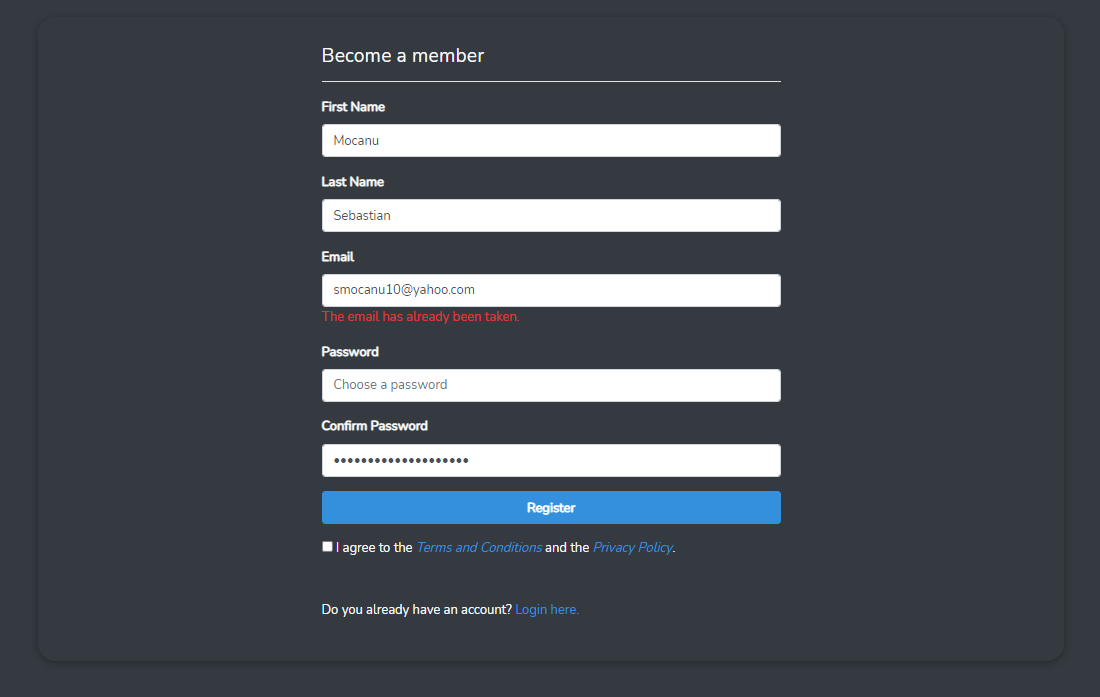 Become a member
First Name
Mocanu
Last Name
Sebastian
Email
smocanu10@yahoo.com
The email has already been taken.
Password
Choose a password
Confirm Password
••••••••••••••••••••
Register
I agree to the Terms and Conditions and the Privacy Policy.
Do you already have an account? Login here.